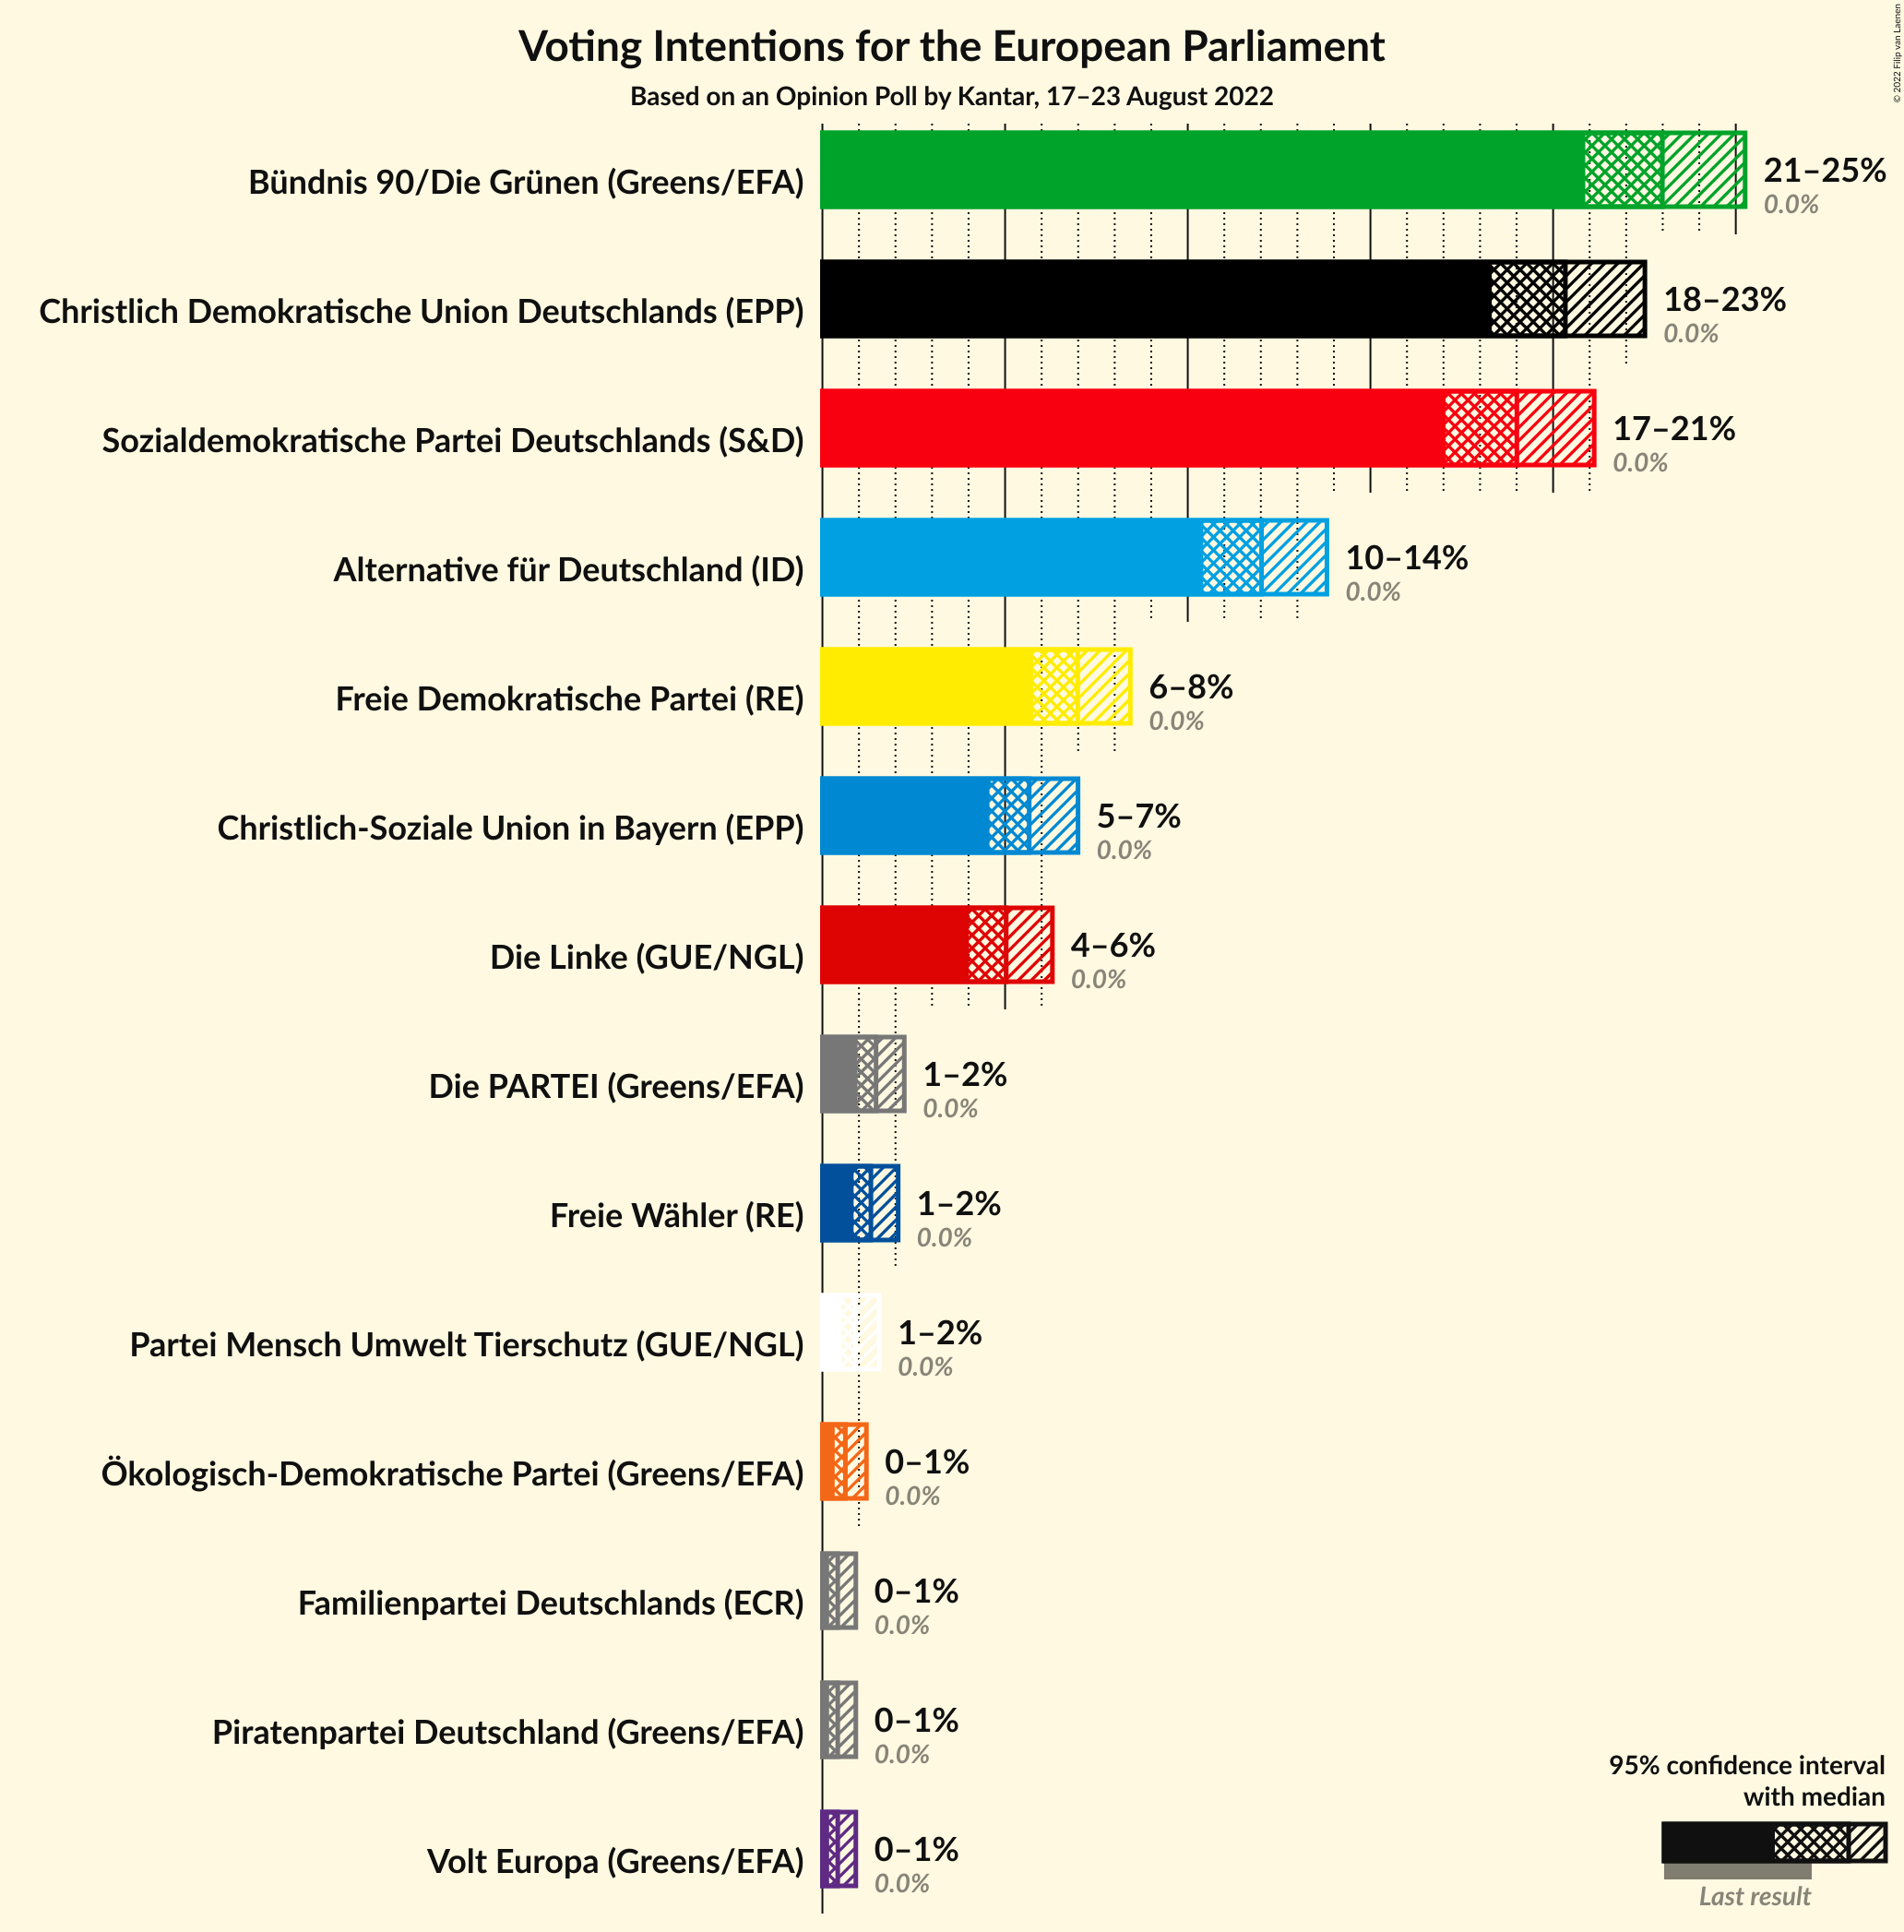 Voting Intentions for the European Parliament
Based on an Opinion Poll by Kantar, 17–23 August 2022
© 2022 Filip van Laenen
Bündnis 90/Die Grünen (Greens/EFA)
21–25%
0.0%
Christlich Demokratische Union Deutschlands (EPP)
18–23%
0.0%
Sozialdemokratische Partei Deutschlands (S&D)
17–21%
0.0%
Alternative für Deutschland (ID)
10–14%
0.0%
Freie Demokratische Partei (RE)
6–8%
0.0%
Christlich-Soziale Union in Bayern (EPP)
5–7%
0.0%
Die Linke (GUE/NGL)
4–6%
0.0%
Die PARTEI (Greens/EFA)
1–2%
0.0%
Freie Wähler (RE)
1–2%
0.0%
Partei Mensch Umwelt Tierschutz (GUE/NGL)
1–2%
0.0%
Ökologisch-Demokratische Partei (Greens/EFA)
0–1%
0.0%
Familienpartei Deutschlands (ECR)
0–1%
0.0%
Piratenpartei Deutschland (Greens/EFA)
0–1%
0.0%
Volt Europa (Greens/EFA)
0–1%
0.0%
95% confidence interval
with median
Last result